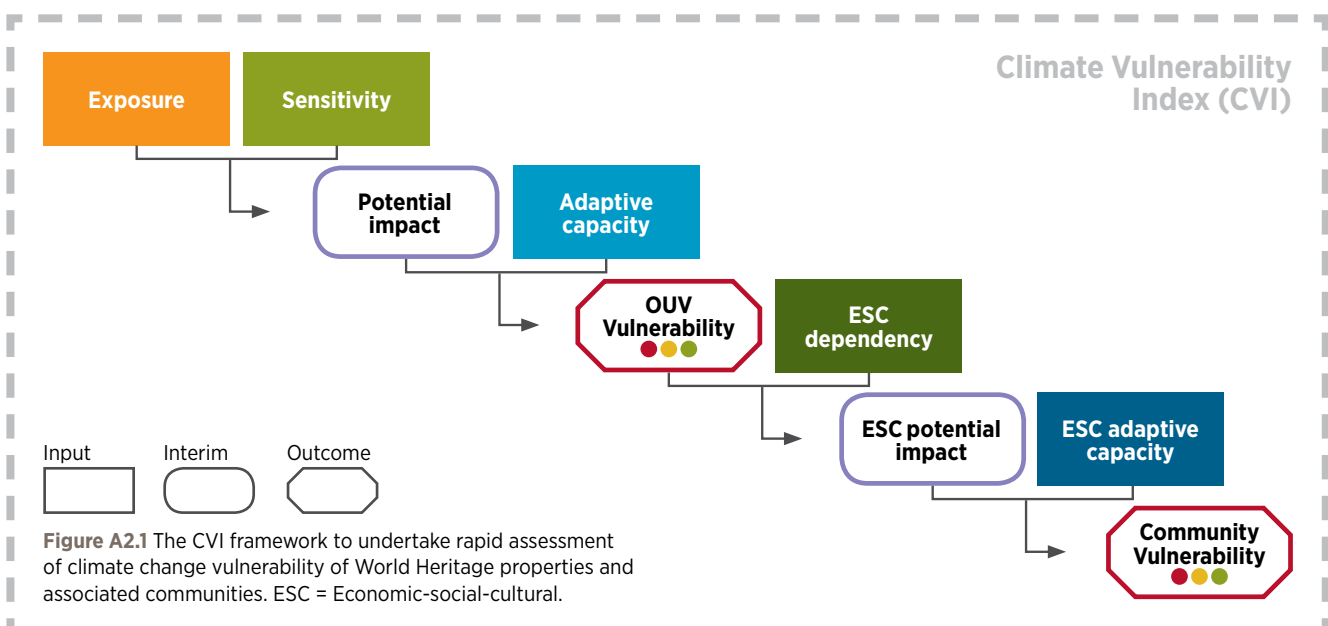 Climate Vulnerability
Index (CVI)
Exposure
Sensitivity
Potential
impact
Adaptive
capacity
OUV
Vulnerability
ESC
dependency
ESC potential
impact
ESC adaptive
capacity
Community
Vulnerability
Input
Interim
Outcome
Figure A2.1 The CVI framework to undertake rapid assessment
of climate change vulnerability of World Heritage properties and
associated communities. ESC = Economic-social-cultural.